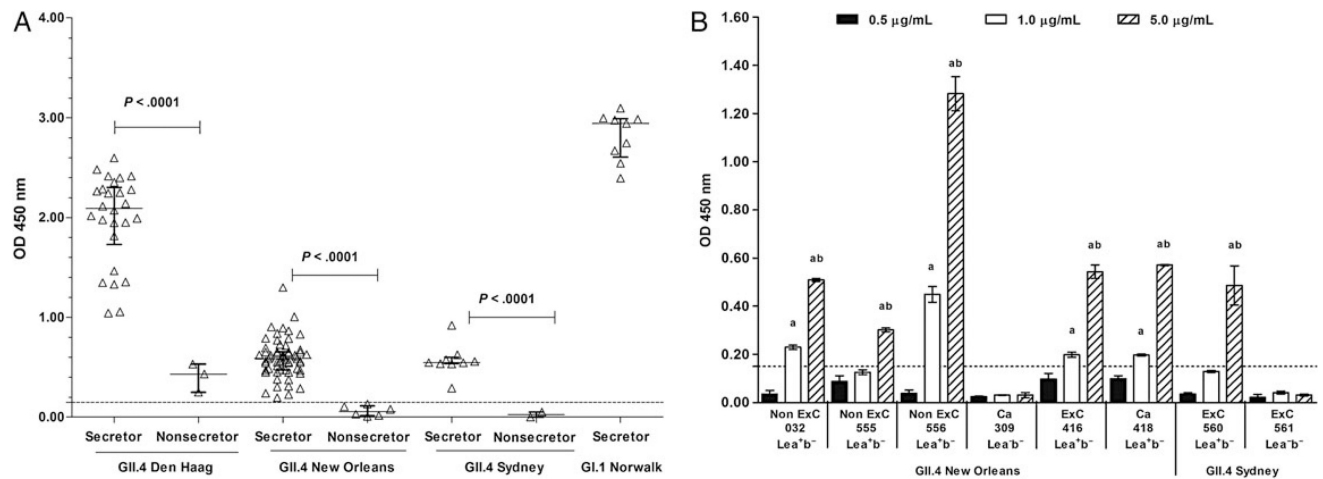 A
OD 450 nm
4.00
3.00
2.00
1.00
0.00
P < .0001
P < .0001
P < .0001
Secretor Nonsecretor Secretor Nonsecretor Secretor Nonsecretor Secretor
GII.4 Den Haag GII.4 New Orleans GII.4 Sydney GI.1 Norwalk
B
0.5 μg/mL 1.0 μg/mL 5.0 μg/mL
OD 450 nm
1.60
1.40
1.20
1.00
0.80
0.60
0.40
0.20
0.00
a ab ab a ab a ab a ab ab
Non ExC Non ExC Non ExC Ca ExC Ca ExC ExC
032 555 556 309 416 418 560 561
Lea⁺b⁻ Lea⁺b⁻ Lea⁺b⁻ Lea⁻b⁻ Lea⁺b⁻ Lea⁺b⁻ Lea⁺b⁻ Lea⁻b⁻
GII.4 New Orleans GII.4 Sydney